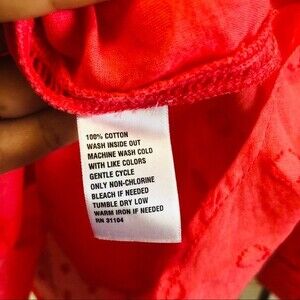 100% COTTON
WASH INSIDE OUT
MACHINE WASH COLD
WITH LIKE COLORS
GENTLE CYCLE
ONLY NON-CHLORINE
BLEACH IF NEEDED
TUMBLE DRY LOW
WARM IRON IF NEEDED
RN 31104